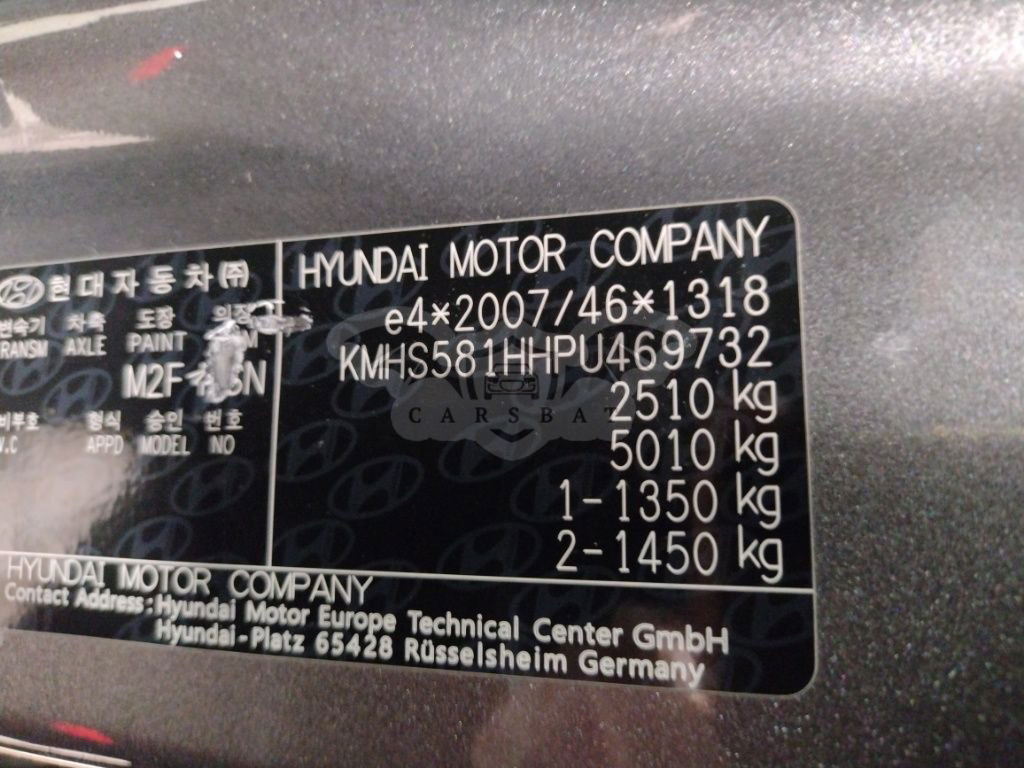 현대자동차(주)
변속기 차축 도장 의장
TRANSM AXLE PAINT
M2F
형식 승인 번호
APPD MODEL NO
HYUNDAI MOTOR COMPANY
e4*2007/46*1318
KMHS581HHPU469732
2510 kg
5010 kg
1-1350 kg
2-1450 kg
CARSBAT
HYUNDAI MOTOR COMPANY
Contact Address : Hyundai Motor Europe Technical Center GmbH
Hyundai-Platz 65428 Rüsselsheim Germany